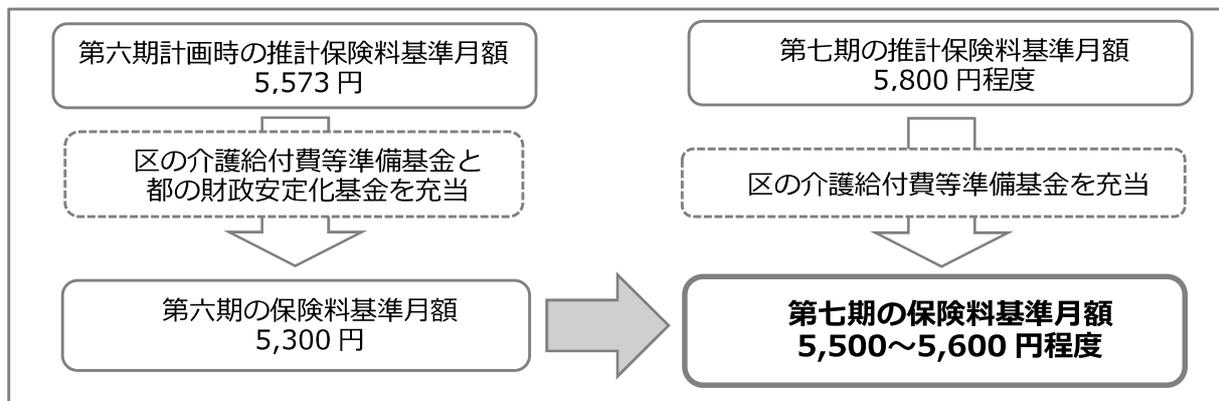 第六期計画時の推計保険料基準月額
5,573 円
区の介護給付費等準備基金と
都の財政安定化基金を充当
第六期の保険料基準月額
5,300 円
第七期の推計保険料基準月額
5,800 円程度
区の介護給付費等準備基金を充当
第七期の保険料基準月額
5,500～5,600 円程度